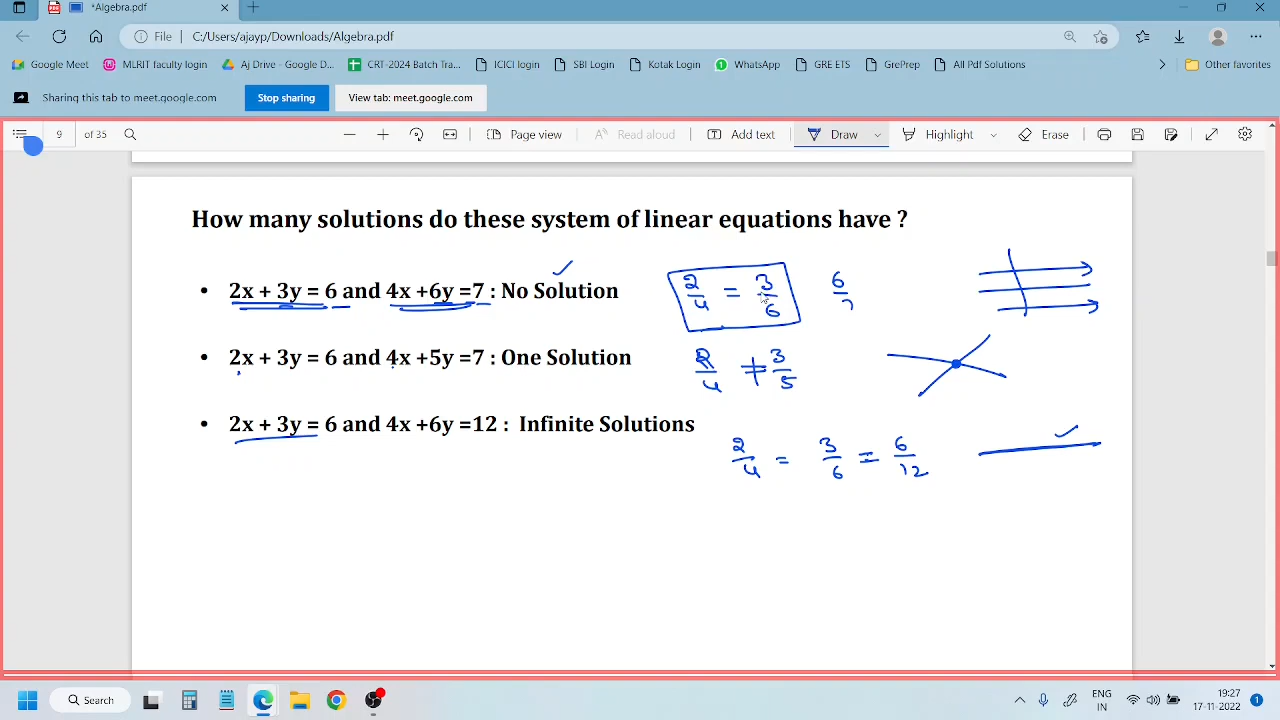 *Algebra.pdf
File | C:/Users/ajayp/Downloads/Algebra.pdf
Google Meet MLRIT faculty login Aj Drive - Google D... CRT -2024 Batch Tra... ICICI login SBI Login Kotak Login WhatsApp GRE ETS GrePrep All Pdf Solutions Other favorites
Sharing this tab to meet.google.com Stop sharing View tab: meet.google.com
9 of 35 Page view Read aloud Add text Draw Highlight Erase
How many solutions do these system of linear equations have ?
• 2x + 3y = 6 and 4x +6y =7 : No Solution
2/4 = 3/6 6/7
• 2x + 3y = 6 and 4x +5y =7 : One Solution
2/4 ≠ 3/5
• 2x + 3y = 6 and 4x +6y =12 : Infinite Solutions
2/4 = 3/6 = 6/12
Search ENG 19:27
IN 17-11-2022 1